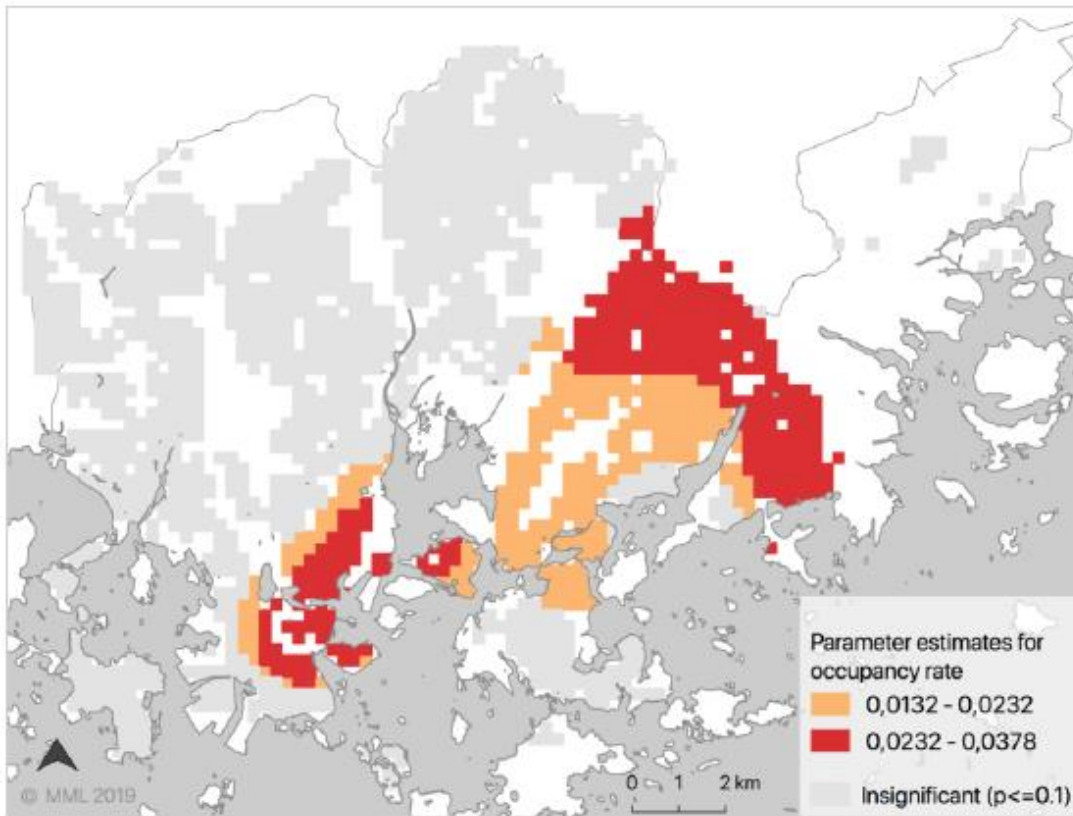 Parameter estimates for
occupancy rate
0,0132 - 0,0232
0,0232 - 0,0378
Insignificant (p<=0.1)
0 1 2 km
© MML 2019